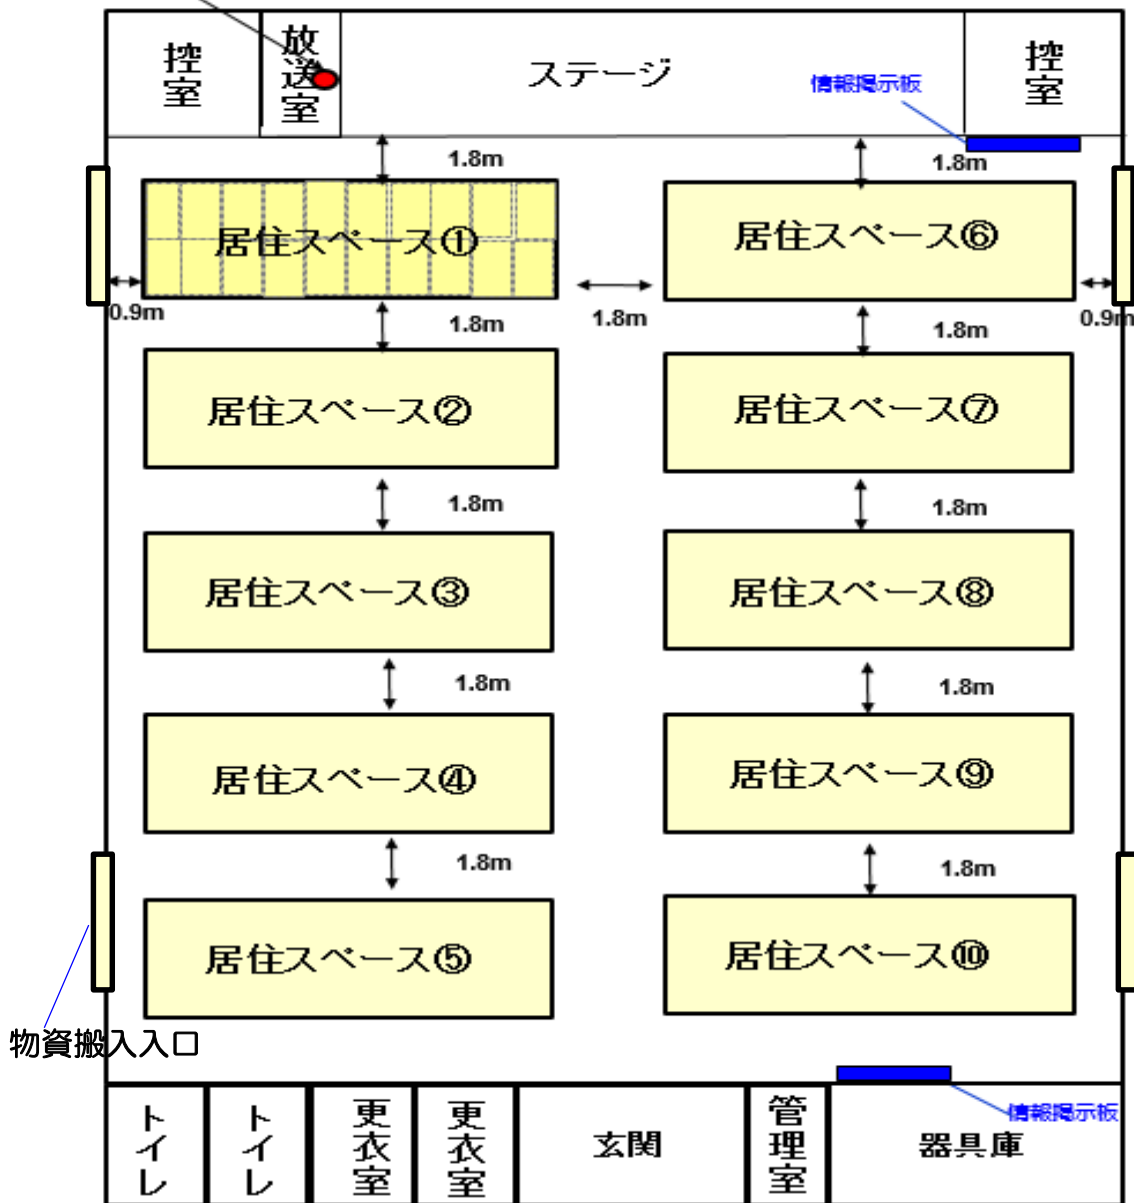 控室
放送室
ステージ
情報掲示板
控室
1.8m
1.8m
居住スペース①
居住スペース⑥
0.9m
1.8m
1.8m
1.8m
0.9m
居住スペース②
居住スペース⑦
1.8m
1.8m
居住スペース③
居住スペース⑧
1.8m
1.8m
居住スペース④
居住スペース⑨
1.8m
1.8m
居住スペース⑤
居住スペース⑩
物資搬入入口
トイレ
トイレ
更衣室
更衣室
玄関
管理室
器具庫
情報掲示板